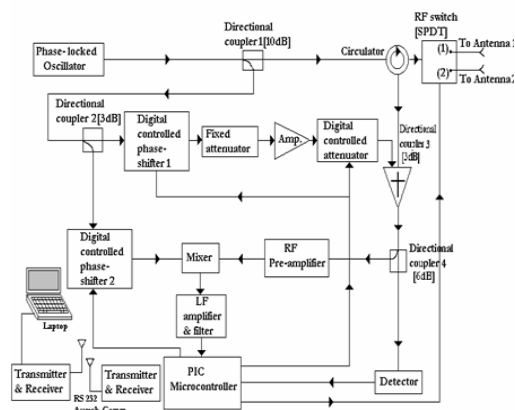 Directional
coupler 1[10dB]
RF switch
[SPDT]
Phase-locked
Oscillator
Circulator
(1)
To Antenna 1
(2)
To Antenna2
Directional
coupler 2[3dB]
Digital
controlled
phase-
shifter 1
Fixed
attenuator
Amp.
Digital
controlled
attenuator
Directional
coupler 3
[3dB]
Digital
controlled
phase-
shifter 2
Mixer
RF
Pre-amplifier
Directional
coupler 4
[6dB]
Laptop
LF
amplifier
& filter
Transmitter
& Receiver
RS 232
Transmitter
& Receiver
PIC
Microcontroller
Detector